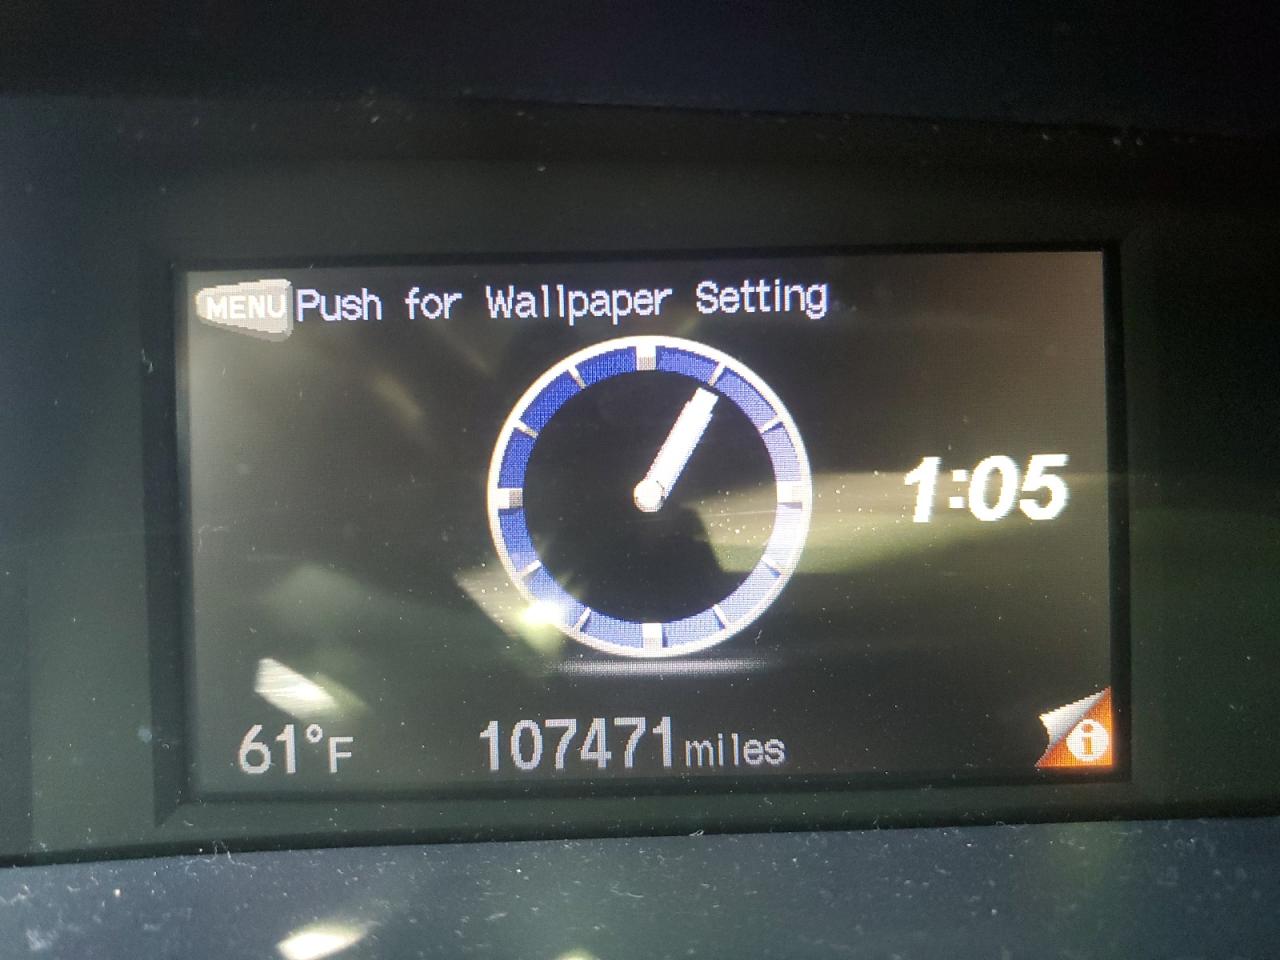 MENU Push for Wallpaper Setting
1:05
61°F 107471 miles i